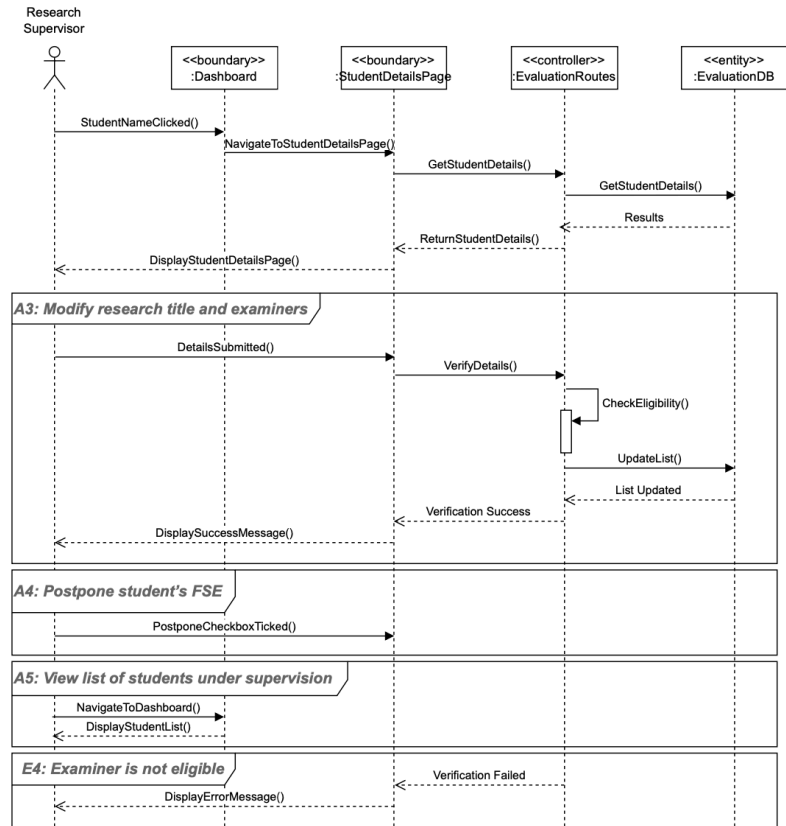 Research
Supervisor
<<boundary>>
:Dashboard
<<boundary>>
:StudentDetailsPage
<<controller>>
:EvaluationRoutes
<<entity>>
:EvaluationDB
StudentNameClicked()
NavigateToStudentDetailsPage()
GetStudentDetails()
GetStudentDetails()
Results
ReturnStudentDetails()
DisplayStudentDetailsPage()
A3: Modify research title and examiners
DetailsSubmitted()
VerifyDetails()
CheckEligibility()
UpdateList()
List Updated
Verification Success
DisplaySuccessMessage()
A4: Postpone student's FSE
PostponeCheckboxTicked()
A5: View list of students under supervision
NavigateToDashboard()
DisplayStudentList()
E4: Examiner is not eligible
Verification Failed
DisplayErrorMessage()